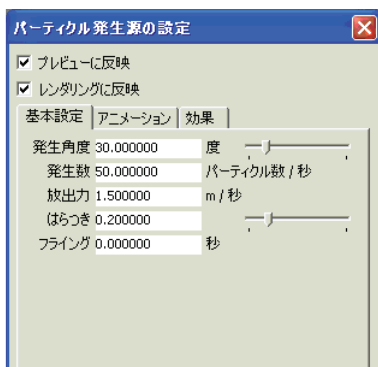 パーティクル発生源の設定
プレビューに反映
レンダリングに反映
基本設定 アニメーション 効果
発生角度 30.000000 度
発生数 50.000000 パーティクル数 / 秒
放出力 1.500000 m / 秒
ばらつき 0.200000
フライング 0.000000 秒